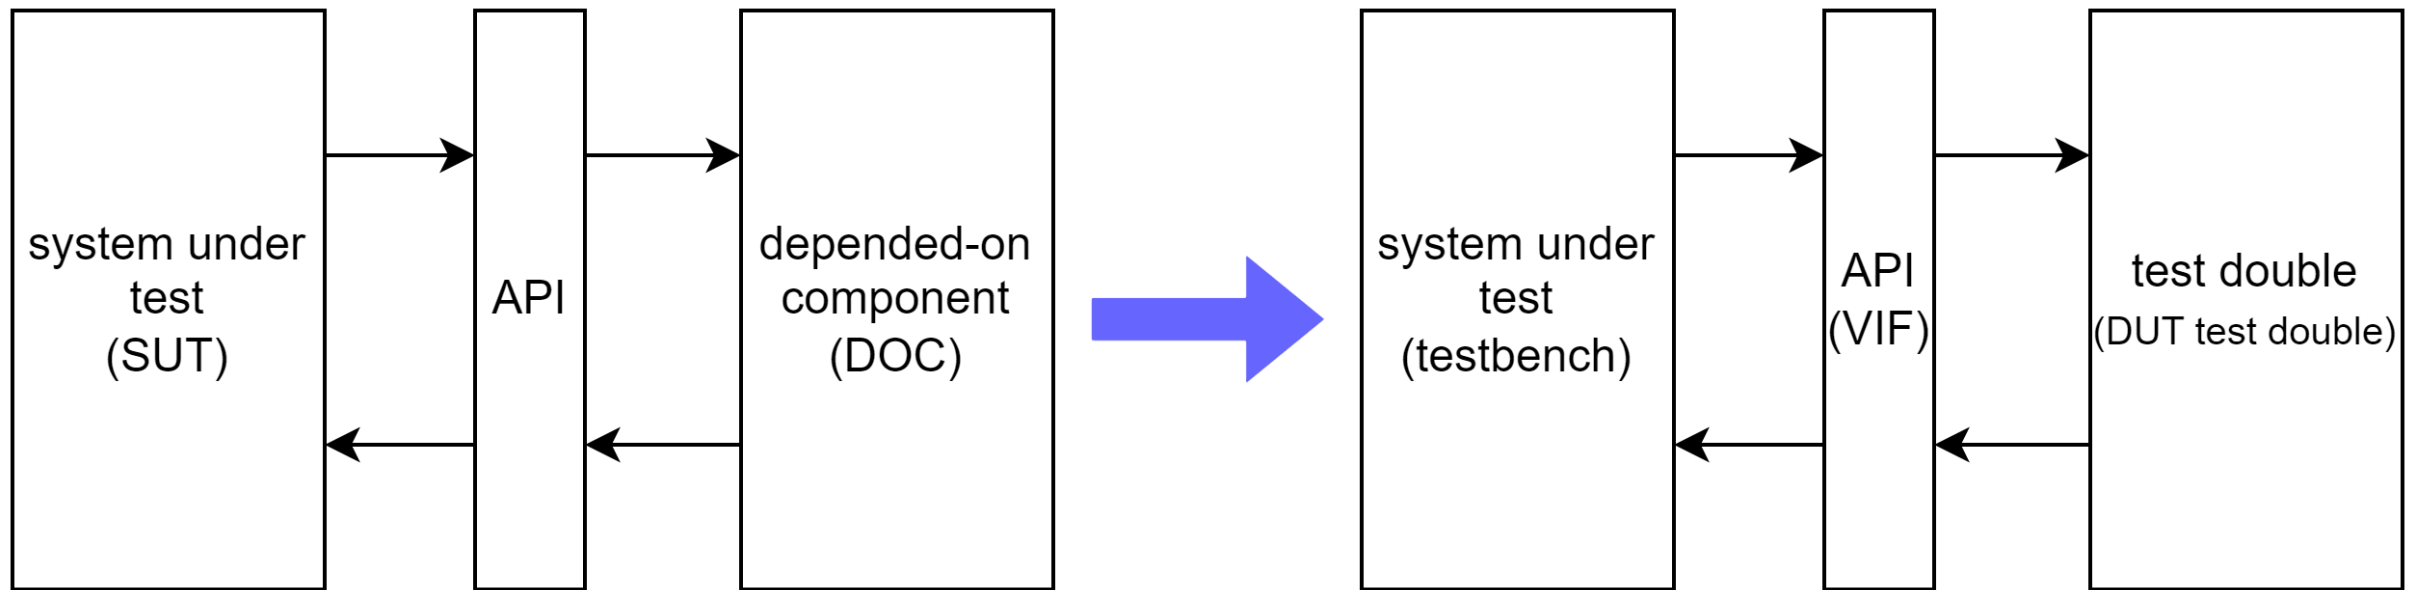 system under
test
(SUT)
API
depended-on
component
(DOC)
system under
test
(testbench)
API
(VIF)
test double
(DUT test double)